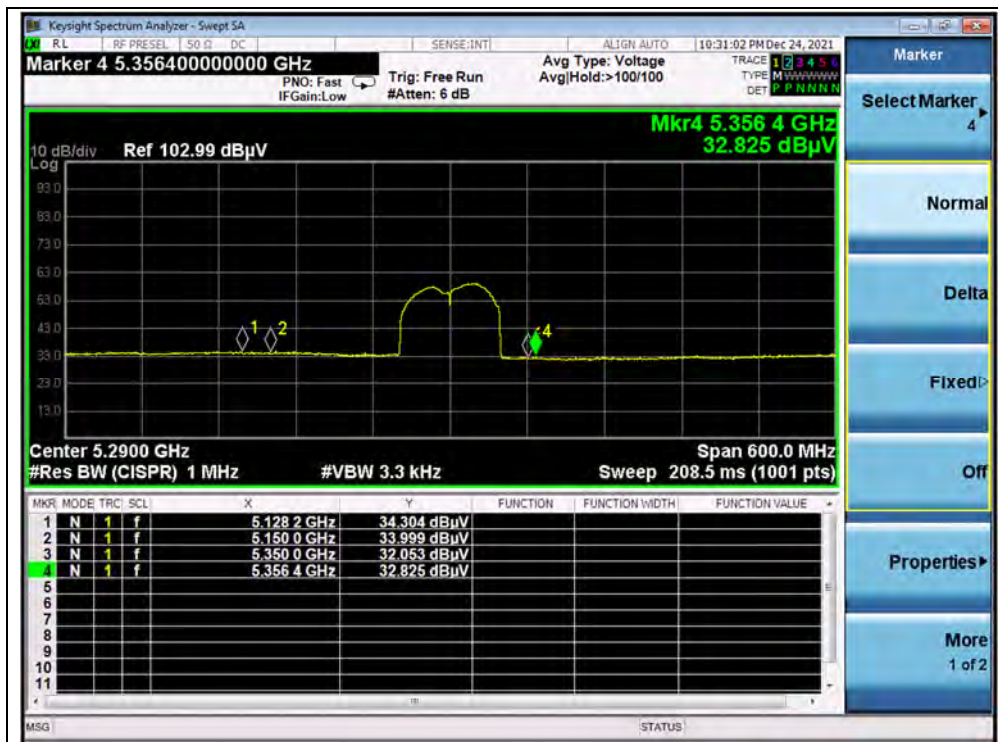 Keysight Spectrum Analyzer - Swept SA
LXI RL RF PRESEL 50 Ω DC SENSE:INT ALIGN AUTO 10:31:02 PM Dec 24, 2021
Marker 4 5.356400000000 GHz
PNO: Fast
IFGain:Low
Trig: Free Run
#Atten: 6 dB
Avg Type: Voltage
Avg|Hold:>100/100
TRACE 1 2 3 4 5 6
TYPE M W W W W W
DET P P N N N N
Mkr4 5.356 4 GHz
32.825 dBµV
10 dB/div Ref 102.99 dBµV
Log
93.0
83.0
73.0
63.0
53.0
43.0
33.0
23.0
13.0
1 2 4
Center 5.2900 GHz Span 600.0 MHz
#Res BW (CISPR) 1 MHz #VBW 3.3 kHz Sweep 208.5 ms (1001 pts)
MKR MODE TRC SCL X Y FUNCTION FUNCTION WIDTH FUNCTION VALUE
1 N 1 f 5.128 2 GHz 34.304 dBµV
2 N 1 f 5.150 0 GHz 33.999 dBµV
3 N 1 f 5.350 0 GHz 32.053 dBµV
4 N 1 f 5.356 4 GHz 32.825 dBµV
5
6
7
8
9
10
11
MSG STATUS
Marker
Select Marker
4
Normal
Delta
Fixed
Off
Properties
More
1 of 2